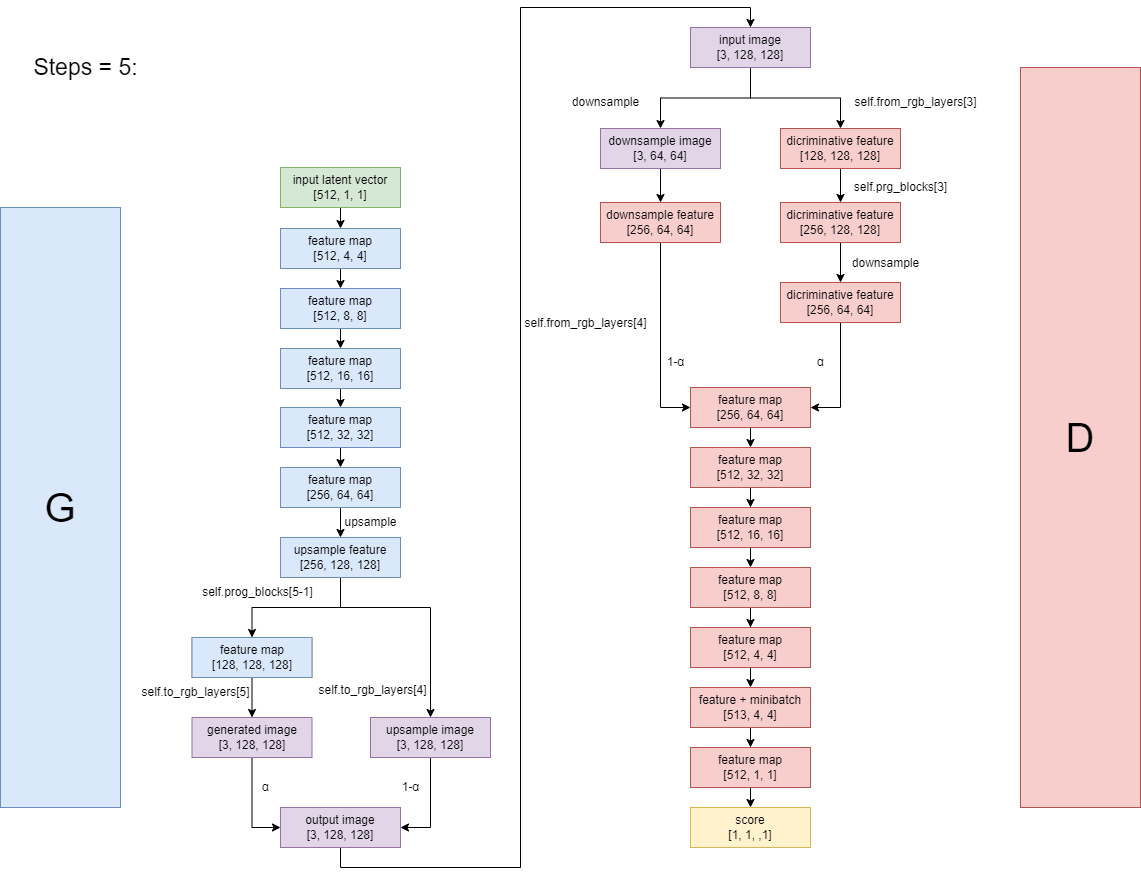 Steps = 5:
G
input latent vector
[512, 1, 1]
feature map
[512, 4, 4]
feature map
[512, 8, 8]
feature map
[512, 16, 16]
feature map
[512, 32, 32]
feature map
[256, 64, 64]
upsample
upsample feature
[256, 128, 128]
self.prog_blocks[5-1]
feature map
[128, 128, 128]
self.to_rgb_layers[5]
self.to_rgb_layers[4]
generated image
[3, 128, 128]
upsample image
[3, 128, 128]
α
1-α
output image
[3, 128, 128]
input image
[3, 128, 128]
downsample
self.from_rgb_layers[3]
downsample image
[3, 64, 64]
dicriminative feature
[128, 128, 128]
self.prg_blocks[3]
downsample feature
[256, 64, 64]
dicriminative feature
[256, 128, 128]
downsample
dicriminative feature
[256, 64, 64]
self.from_rgb_layers[4]
1-α
α
feature map
[256, 64, 64]
feature map
[512, 32, 32]
feature map
[512, 16, 16]
feature map
[512, 8, 8]
feature map
[512, 4, 4]
feature + minibatch
[513, 4, 4]
feature map
[512, 1, 1]
score
[1, 1, ,1]
D